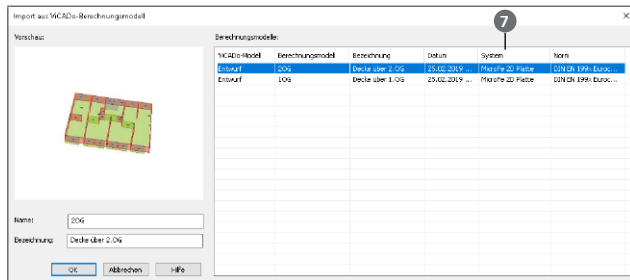 Import aus ViCADo-Berechnungsmodell
7
Vorschau:
Berechnungsmodelle:
ViCADo-Modell Berechnungsmodell Bezeichnung Datum System Norm
Entwurf 2OG Decke über 2.OG 25.02.2019 ... MicroFe 2D Platte DIN EN 199x Euroc...
Entwurf 1OG Decke über 1.OG 25.02.2019 ... MicroFe 2D Platte DIN EN 199x Euroc...
Name: 2OG
Bezeichnung: Decke über 2.OG
OK Abbrechen Hilfe